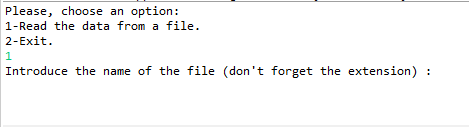 Please, choose an option:
1-Read the data from a file.
2-Exit.
1
Introduce the name of the file (don't forget the extension) :